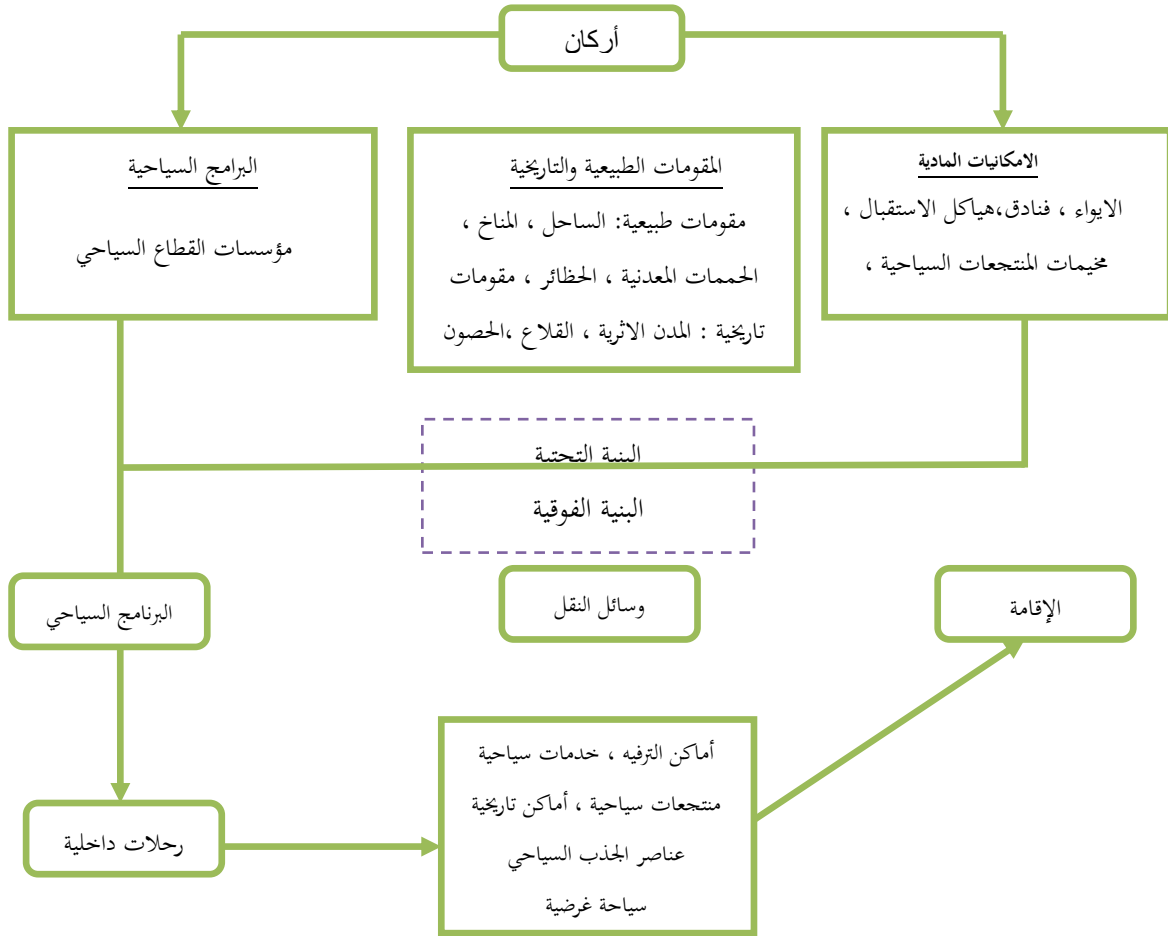 أركان
الامكانيات المادية
الايواء ، فنادق،هياكل الاستقبال ،
مخيمات المنتجعات السياحية ،
المقومات الطبيعية والتاريخية
مقومات طبيعية: الساحل ، المناخ ،
الحممات المعدنية ، الحظائر ، مقومات
تاريخية : المدن الاثرية ، القلاع ،الحصون
البرامج السياحية
مؤسسات القطاع السياحي
البنية التحتية
البنية الفوقية
الإقامة
وسائل النقل
البرنامج السياحي
أماكن الترفيه ، خدمات سياحية
منتجعات سياحية ، أماكن تاريخية
عناصر الجذب السياحي
سياحة غرضية
رحلات داخلية